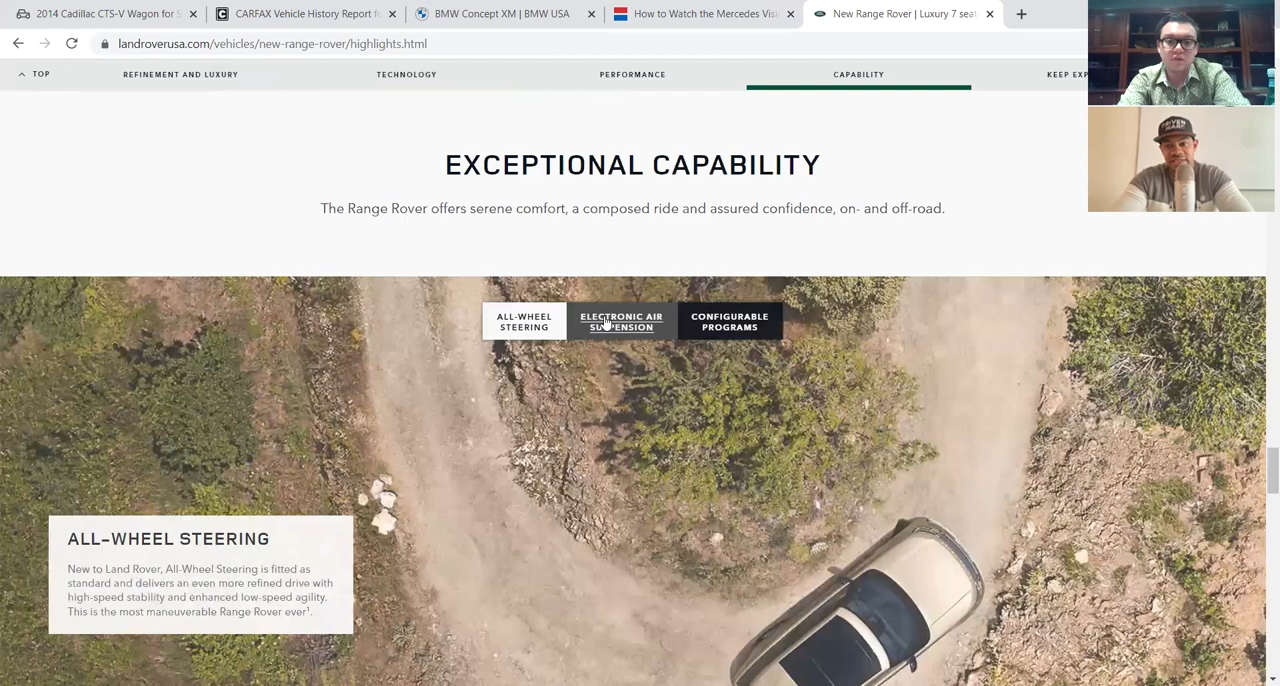 2014 Cadillac CTS-V Wagon for S
CARFAX Vehicle History Report f
BMW Concept XM | BMW USA
How to Watch the Mercedes Visi
New Range Rover | Luxury 7 seat
landroverusa.com/vehicles/new-range-rover/highlights.html
TOP
REFINEMENT AND LUXURY
TECHNOLOGY
PERFORMANCE
CAPABILITY
KEEP EXP
DRIVEN
EXCEPTIONAL CAPABILITY
The Range Rover offers serene comfort, a composed ride and assured confidence, on- and off-road.
ALL-WHEEL
STEERING
ELECTRONIC AIR
SUSPENSION
CONFIGURABLE
PROGRAMS
ALL–WHEEL STEERING
New to Land Rover, All-Wheel Steering is fitted as
standard and delivers an even more refined drive with
high-speed stability and enhanced low-speed agility.
This is the most maneuverable Range Rover ever¹.